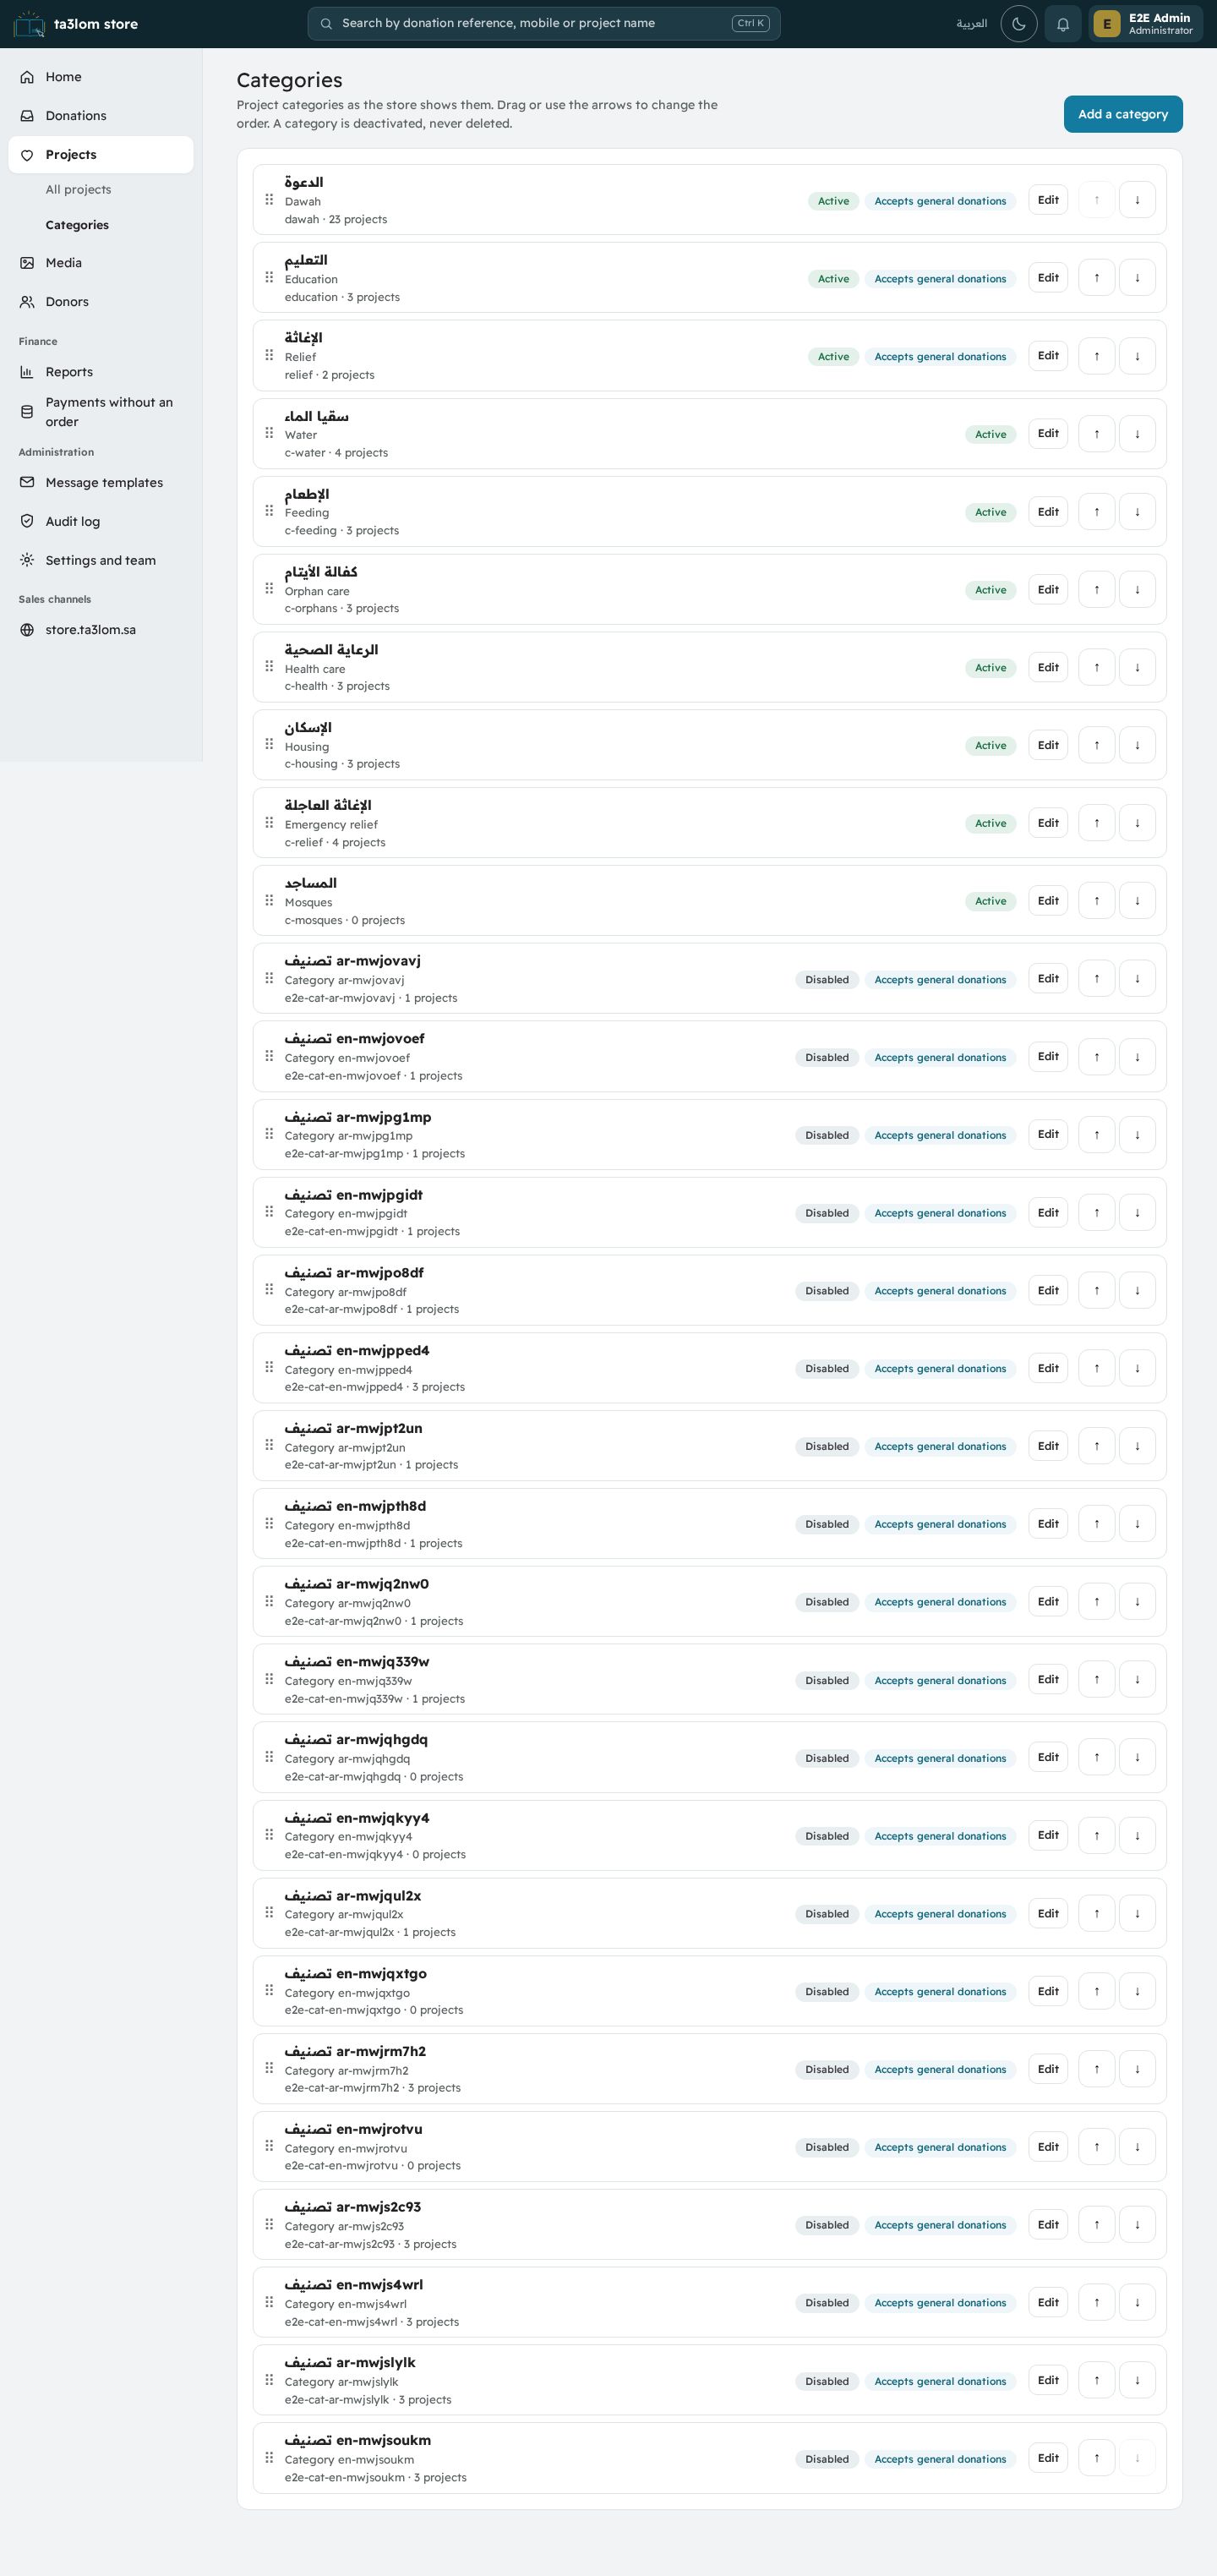 ta3lom store
Search by donation reference, mobile or project name
Ctrl K
العربية
E
E2E Admin
Administrator
Home
Donations
Projects
All projects
Categories
Media
Donors
Finance
Reports
Payments without an
order
Administration
Message templates
Audit log
Settings and team
Sales channels
store.ta3lom.sa
Categories
Project categories as the store shows them. Drag or use the arrows to change the
order. A category is deactivated, never deleted.
Add a category
الدعوة
Dawah
dawah · 23 projects
Active Accepts general donations Edit ↑ ↓
التعليم
Education
education · 3 projects
Active Accepts general donations Edit ↑ ↓
الإغاثة
Relief
relief · 2 projects
Active Accepts general donations Edit ↑ ↓
سقيا الماء
Water
c-water · 4 projects
Active Edit ↑ ↓
الإطعام
Feeding
c-feeding · 3 projects
Active Edit ↑ ↓
كفالة الأيتام
Orphan care
c-orphans · 3 projects
Active Edit ↑ ↓
الرعاية الصحية
Health care
c-health · 3 projects
Active Edit ↑ ↓
الإسكان
Housing
c-housing · 3 projects
Active Edit ↑ ↓
الإغاثة العاجلة
Emergency relief
c-relief · 4 projects
Active Edit ↑ ↓
المساجد
Mosques
c-mosques · 0 projects
Active Edit ↑ ↓
تصنيف ar-mwjovavj
Category ar-mwjovavj
e2e-cat-ar-mwjovavj · 1 projects
Disabled Accepts general donations Edit ↑ ↓
تصنيف en-mwjovoef
Category en-mwjovoef
e2e-cat-en-mwjovoef · 1 projects
Disabled Accepts general donations Edit ↑ ↓
تصنيف ar-mwjpg1mp
Category ar-mwjpg1mp
e2e-cat-ar-mwjpg1mp · 1 projects
Disabled Accepts general donations Edit ↑ ↓
تصنيف en-mwjpgidt
Category en-mwjpgidt
e2e-cat-en-mwjpgidt · 1 projects
Disabled Accepts general donations Edit ↑ ↓
تصنيف ar-mwjpo8df
Category ar-mwjpo8df
e2e-cat-ar-mwjpo8df · 1 projects
Disabled Accepts general donations Edit ↑ ↓
تصنيف en-mwjpped4
Category en-mwjpped4
e2e-cat-en-mwjpped4 · 3 projects
Disabled Accepts general donations Edit ↑ ↓
تصنيف ar-mwjpt2un
Category ar-mwjpt2un
e2e-cat-ar-mwjpt2un · 1 projects
Disabled Accepts general donations Edit ↑ ↓
تصنيف en-mwjpth8d
Category en-mwjpth8d
e2e-cat-en-mwjpth8d · 1 projects
Disabled Accepts general donations Edit ↑ ↓
تصنيف ar-mwjq2nw0
Category ar-mwjq2nw0
e2e-cat-ar-mwjq2nw0 · 1 projects
Disabled Accepts general donations Edit ↑ ↓
تصنيف en-mwjq339w
Category en-mwjq339w
e2e-cat-en-mwjq339w · 1 projects
Disabled Accepts general donations Edit ↑ ↓
تصنيف ar-mwjqhgdq
Category ar-mwjqhgdq
e2e-cat-ar-mwjqhgdq · 0 projects
Disabled Accepts general donations Edit ↑ ↓
تصنيف en-mwjqkyy4
Category en-mwjqkyy4
e2e-cat-en-mwjqkyy4 · 0 projects
Disabled Accepts general donations Edit ↑ ↓
تصنيف ar-mwjqul2x
Category ar-mwjqul2x
e2e-cat-ar-mwjqul2x · 1 projects
Disabled Accepts general donations Edit ↑ ↓
تصنيف en-mwjqxtgo
Category en-mwjqxtgo
e2e-cat-en-mwjqxtgo · 0 projects
Disabled Accepts general donations Edit ↑ ↓
تصنيف ar-mwjrm7h2
Category ar-mwjrm7h2
e2e-cat-ar-mwjrm7h2 · 3 projects
Disabled Accepts general donations Edit ↑ ↓
تصنيف en-mwjrotvu
Category en-mwjrotvu
e2e-cat-en-mwjrotvu · 0 projects
Disabled Accepts general donations Edit ↑ ↓
تصنيف ar-mwjs2c93
Category ar-mwjs2c93
e2e-cat-ar-mwjs2c93 · 3 projects
Disabled Accepts general donations Edit ↑ ↓
تصنيف en-mwjs4wrl
Category en-mwjs4wrl
e2e-cat-en-mwjs4wrl · 3 projects
Disabled Accepts general donations Edit ↑ ↓
تصنيف ar-mwjslylk
Category ar-mwjslylk
e2e-cat-ar-mwjslylk · 3 projects
Disabled Accepts general donations Edit ↑ ↓
تصنيف en-mwjsoukm
Category en-mwjsoukm
e2e-cat-en-mwjsoukm · 3 projects
Disabled Accepts general donations Edit ↑ ↓